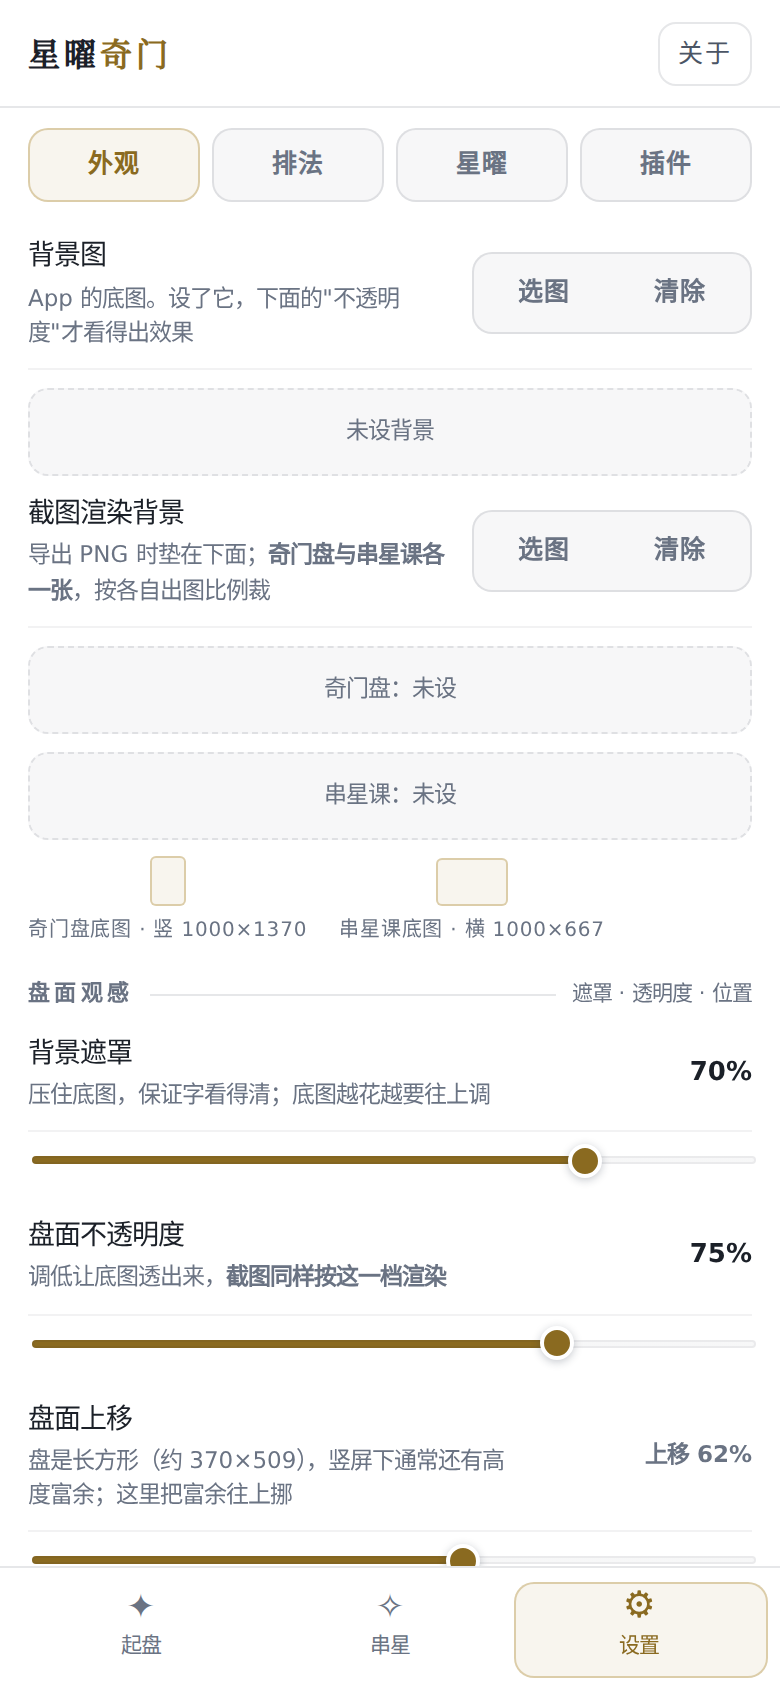 星曜奇门
关于
外观
排法
星曜
插件
背景图
App 的底图。设了它，下面的"不透明
度"才看得出效果
选图
清除
未设背景
截图渲染背景
导出 PNG 时垫在下面；奇门盘与串星课各
一张，按各自出图比例裁
选图
清除
奇门盘：未设
串星课：未设
奇门盘底图 · 竖 1000×1370
串星课底图 · 横 1000×667
盘面观感
遮罩 · 透明度 · 位置
背景遮罩
压住底图，保证字看得清；底图越花越要往上调
70%
盘面不透明度
调低让底图透出来，截图同样按这一档渲染
75%
盘面上移
盘是长方形（约 370×509），竖屏下通常还有高
度富余；这里把富余往上挪
上移 62%
起盘
串星
设置